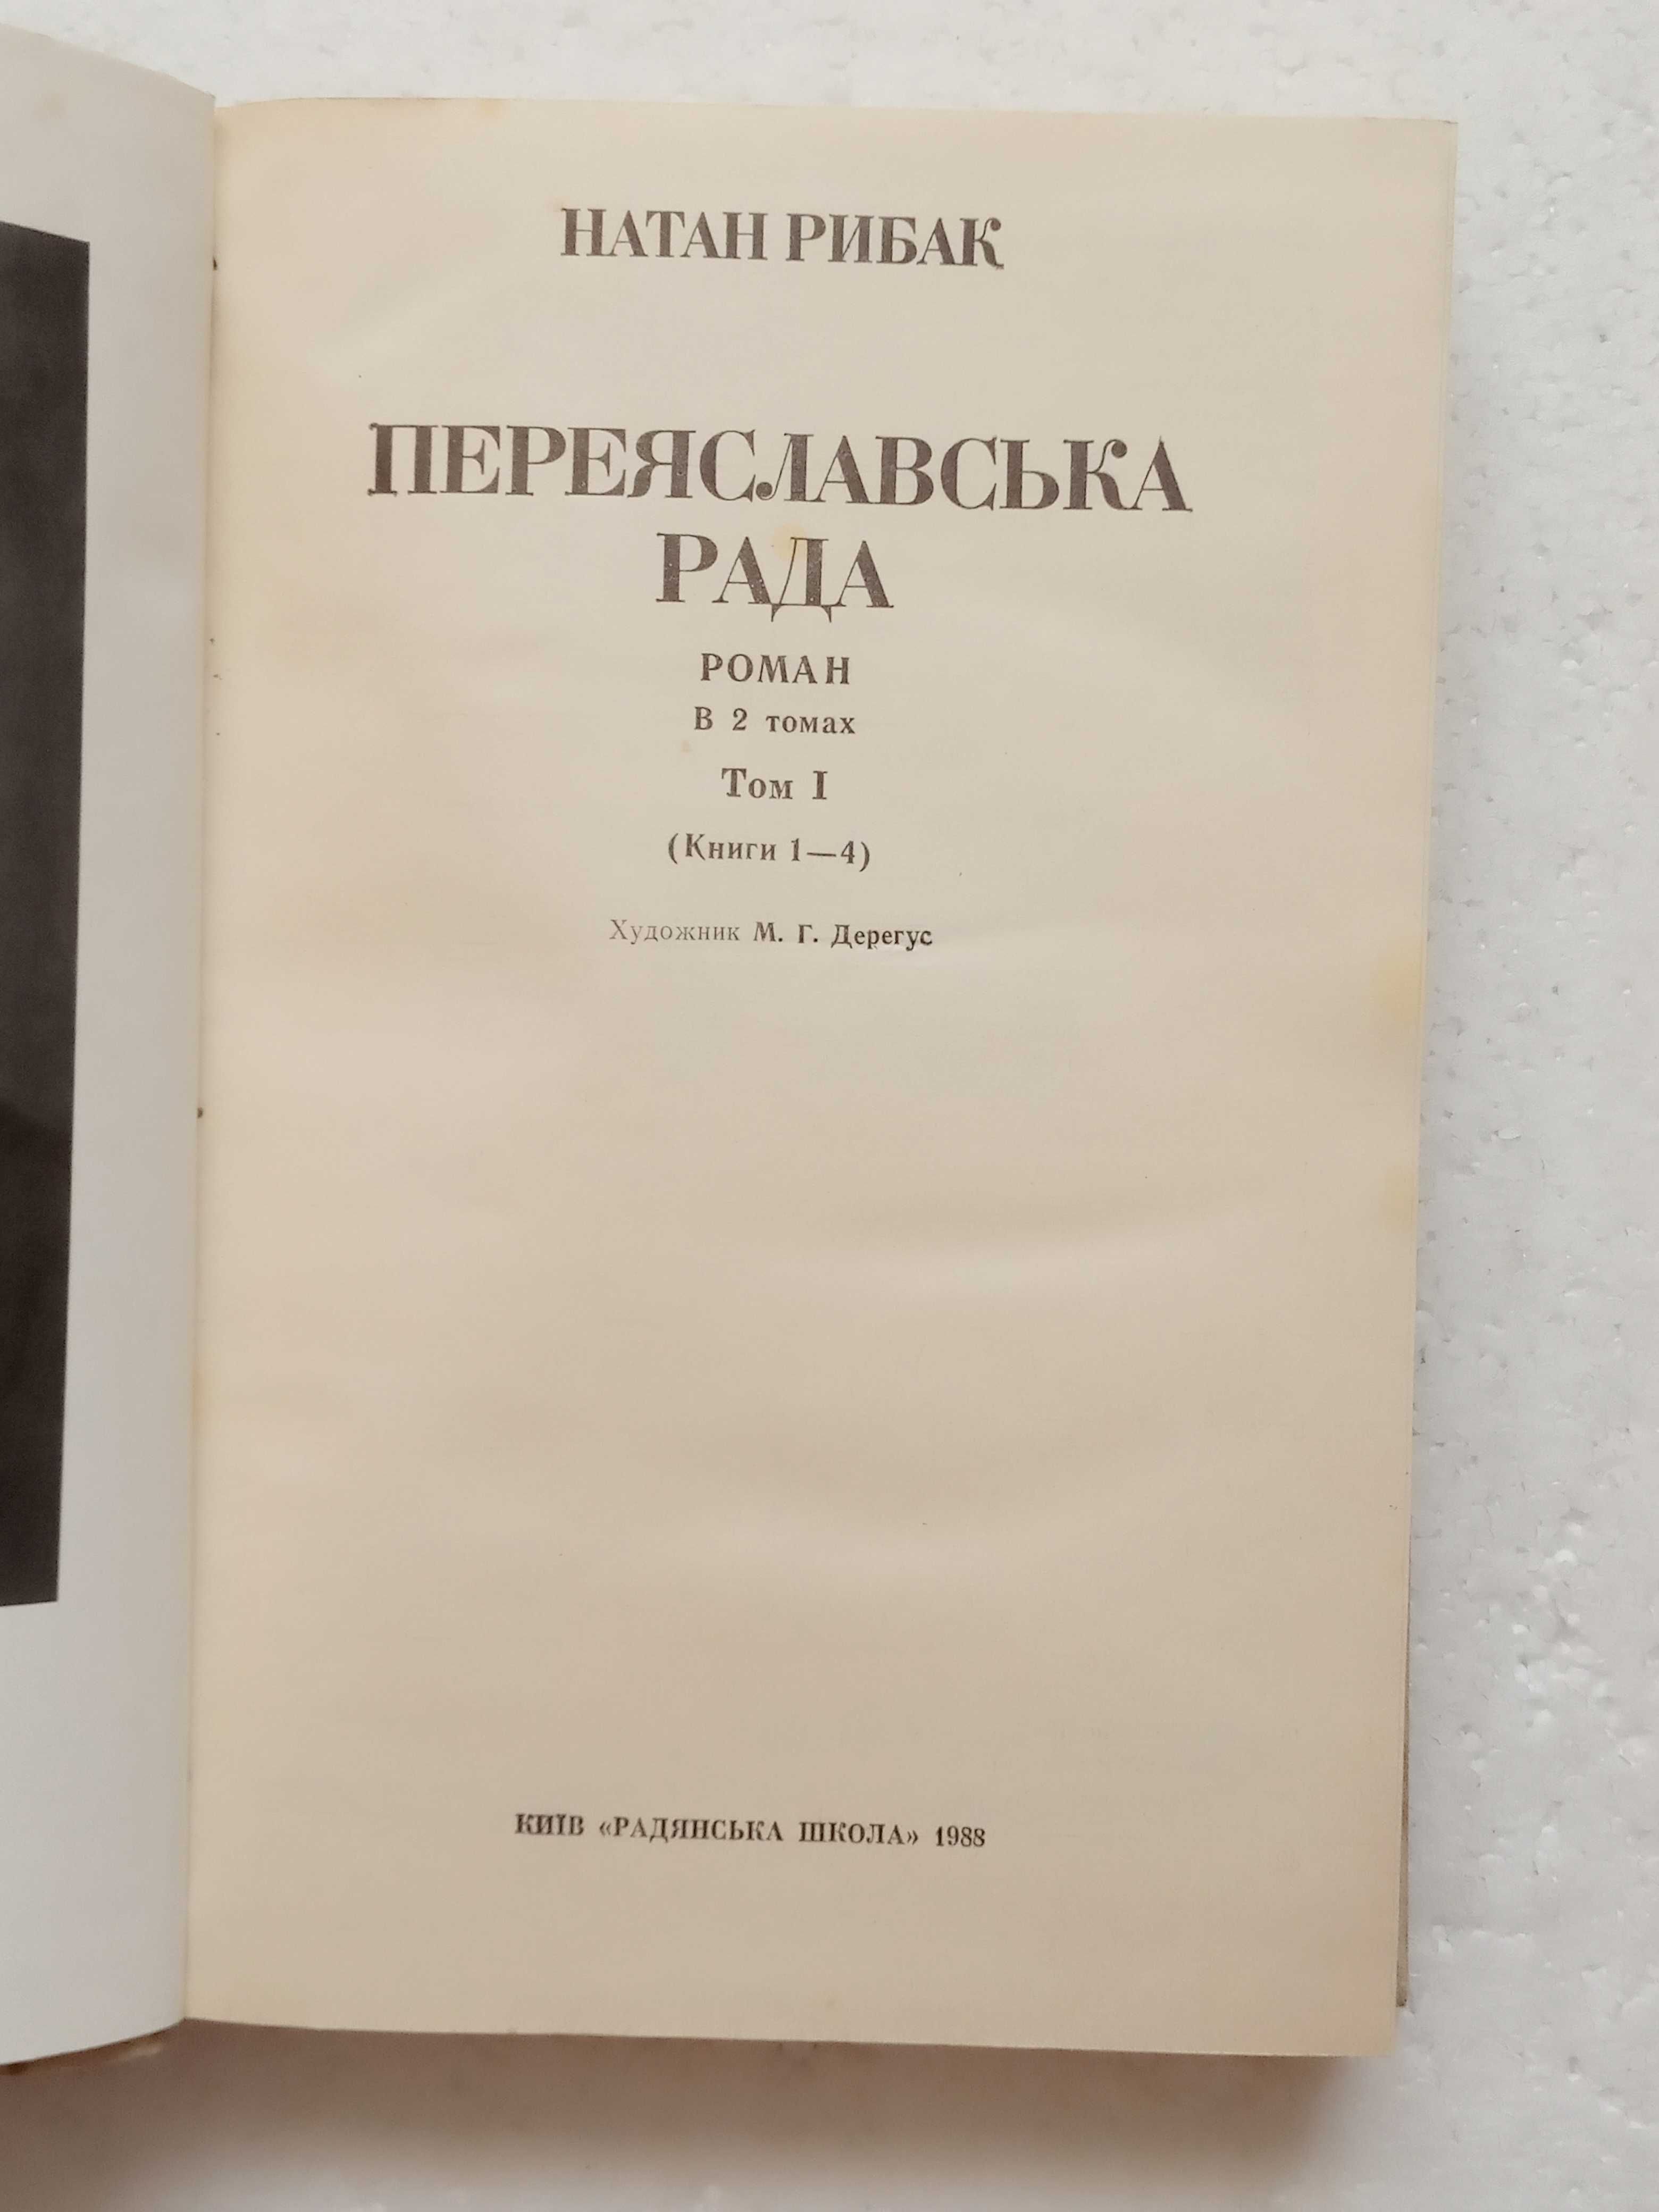 НАТАН РИБАК
ПЕРЕЯСЛАВСЬКА
РАДА
РОМАН
В 2 томах
Том I
(Книги 1—4)
Художник М. Г. Дерегус
КИЇВ «РАДЯНСЬКА ШКОЛА» 1988